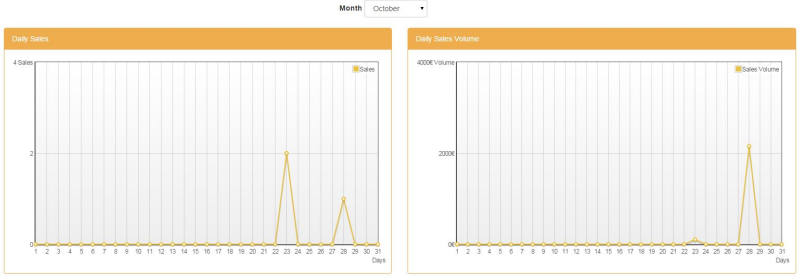 Month October
Daily Sales
4 Sales
Sales
2
0
1 2 3 4 5 6 7 8 9 10 11 12 13 14 15 16 17 18 19 20 21 22 23 24 25 26 27 28 29 30 31
Days
Daily Sales Volume
4000€ Volume
Sales Volume
2000€
0€
1 2 3 4 5 6 7 8 9 10 11 12 13 14 15 16 17 18 19 20 21 22 23 24 25 26 27 28 29 30 31
Days